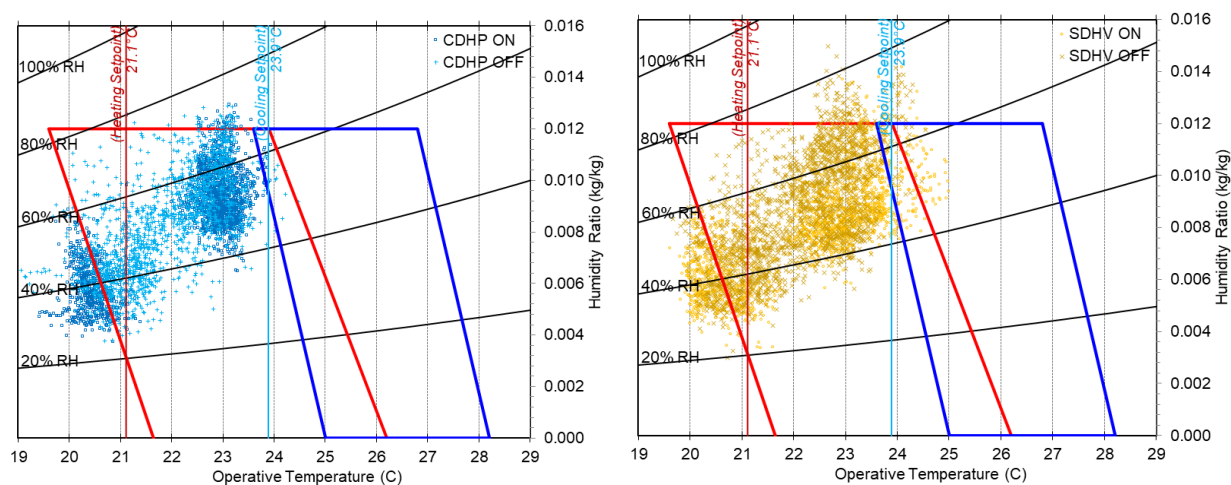 (Heating Setpoint)
21.1°C
(Cooling Setpoint)
23.9°C
CDHP ON
CDHP OFF
100% RH
80% RH
60% RH
40% RH
20% RH
0.016
0.014
0.012
0.010
0.008
0.006
0.004
0.002
0.000
Humidity Ratio (kg/kg)
19 20 21 22 23 24 25 26 27 28 29
Operative Temperature (C)
(Heating Setpoint)
21.1°C
(Cooling Setpoint)
23.9°C
SDHV ON
SDHV OFF
100% RH
80% RH
60% RH
40% RH
20% RH
0.016
0.014
0.012
0.010
0.008
0.006
0.004
0.002
0.000
Humidity Ratio (kg/kg)
19 20 21 22 23 24 25 26 27 28 29
Operative Temperature (C)